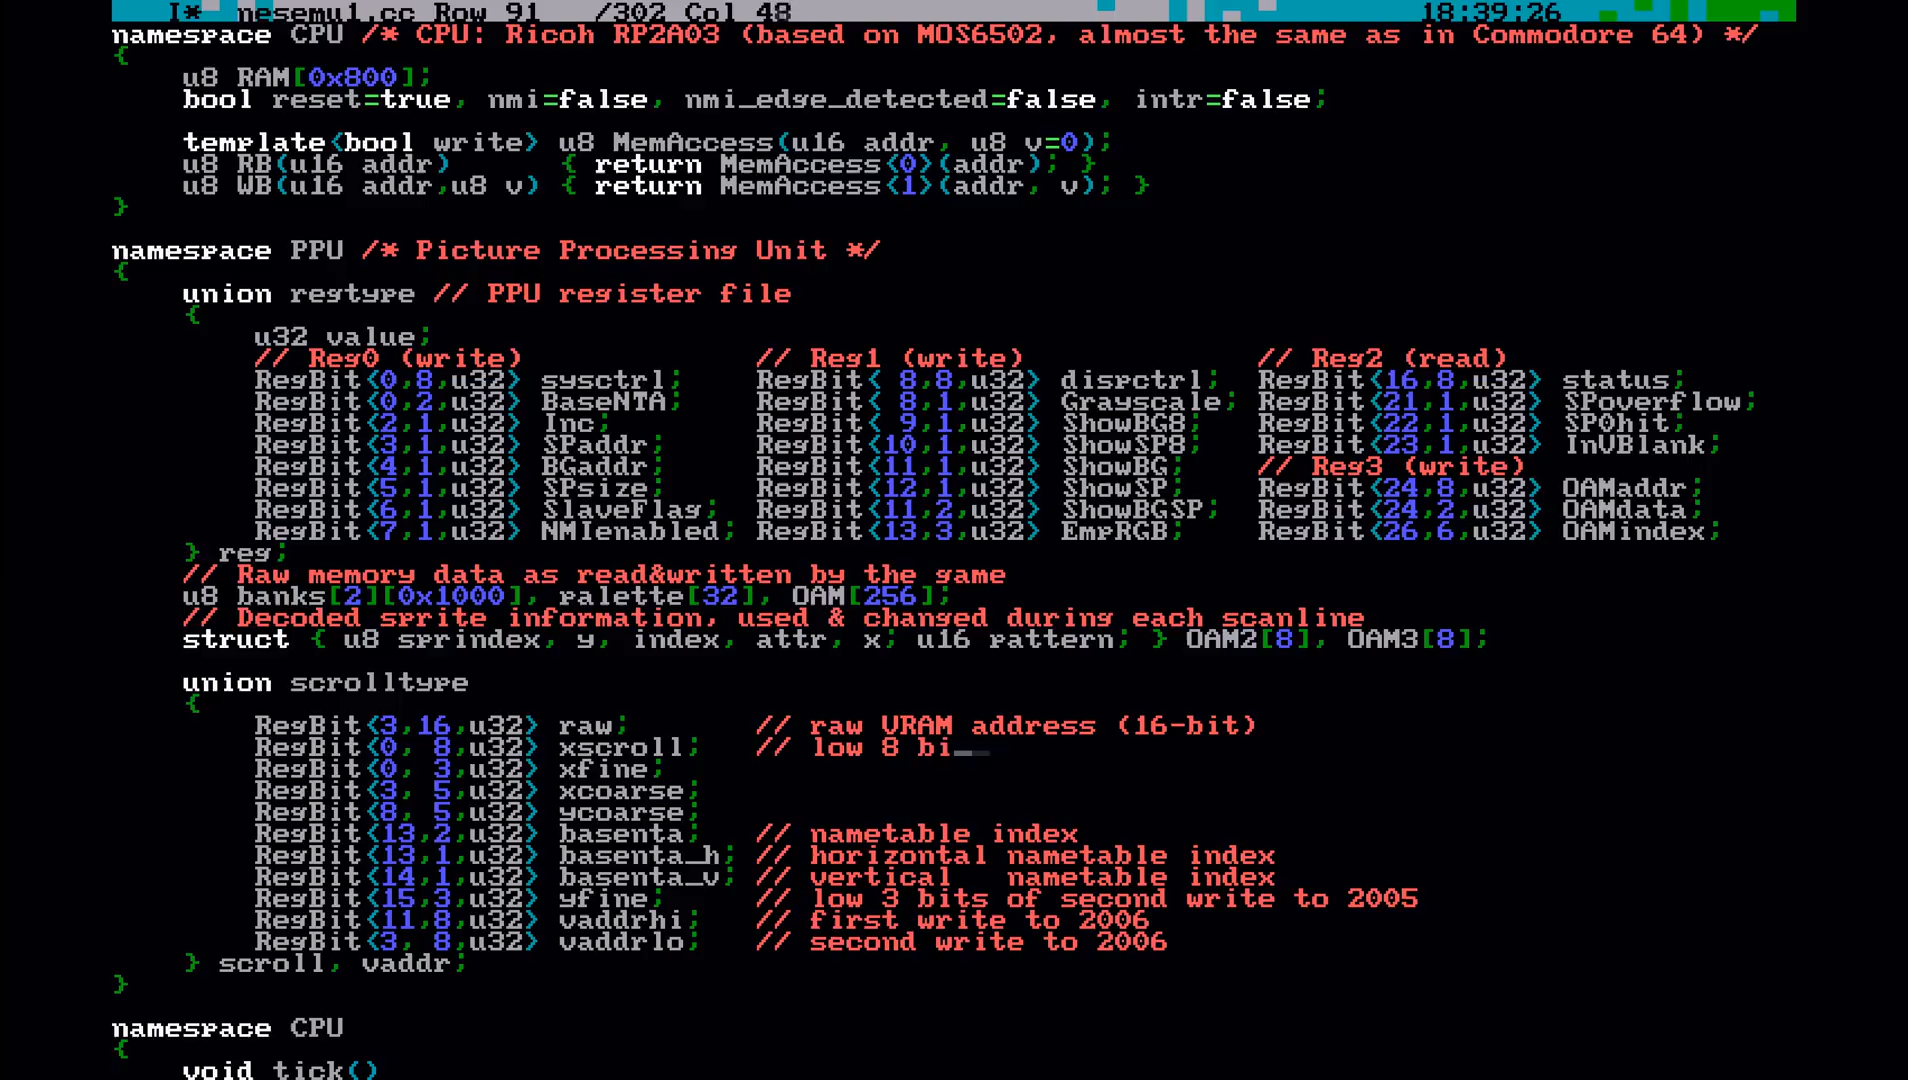 I* nesemu1.cc Row 91 /302 Col 48 18:39:26
namespace CPU /* CPU: Ricoh RP2A03 (based on MOS6502, almost the same as in Commodore 64) */
{
u8 RAM[0x800];
bool reset=true, nmi=false, nmi_edge_detected=false, intr=false;
template<bool write> u8 MemAccess(u16 addr, u8 v=0);
u8 RB(u16 addr) { return MemAccess<0>(addr); }
u8 WB(u16 addr,u8 v) { return MemAccess<1>(addr, v); }
}
namespace PPU /* Picture Processing Unit */
{
union regtype // PPU register file
{
u32 value;
// Reg0 (write) // Reg1 (write) // Reg2 (read)
RegBit<0,8,u32> sysctrl; RegBit< 8,8,u32> dispctrl; RegBit<16,8,u32> status;
RegBit<0,2,u32> BaseNTA; RegBit< 8,1,u32> Grayscale; RegBit<21,1,u32> SPoverflow;
RegBit<2,1,u32> Inc; RegBit< 9,1,u32> ShowBG8; RegBit<22,1,u32> SP0hit;
RegBit<3,1,u32> SPaddr; RegBit<10,1,u32> ShowSP8; RegBit<23,1,u32> InVBlank;
RegBit<4,1,u32> BGaddr; RegBit<11,1,u32> ShowBG; // Reg3 (write)
RegBit<5,1,u32> SPsize; RegBit<12,1,u32> ShowSP; RegBit<24,8,u32> OAMaddr;
RegBit<6,1,u32> SlaveFlag; RegBit<11,2,u32> ShowBGSP; RegBit<24,2,u32> OAMdata;
RegBit<7,1,u32> NMIenabled; RegBit<13,3,u32> EmpRGB; RegBit<26,6,u32> OAMindex;
} reg;
// Raw memory data as read&written by the game
u8 banks[2][0x1000], palette[32], OAM[256];
// Decoded sprite information, used & changed during each scanline
struct { u8 sprindex, y, index, attr, x; u16 pattern; } OAM2[8], OAM3[8];
union scrolltype
{
RegBit<3,16,u32> raw; // raw VRAM address (16-bit)
RegBit<0, 8,u32> xscroll; // low 8 bi_
RegBit<0, 3,u32> xfine;
RegBit<3, 5,u32> xcoarse;
RegBit<8, 5,u32> ycoarse;
RegBit<13,2,u32> basenta; // nametable index
RegBit<13,1,u32> basenta_h; // horizontal nametable index
RegBit<14,1,u32> basenta_v; // vertical nametable index
RegBit<15,3,u32> yfine; // low 3 bits of second write to 2005
RegBit<11,8,u32> vaddrhi; // first write to 2006
RegBit<3, 8,u32> vaddrlo; // second write to 2006
} scroll, vaddr;
}
namespace CPU
{
void tick()